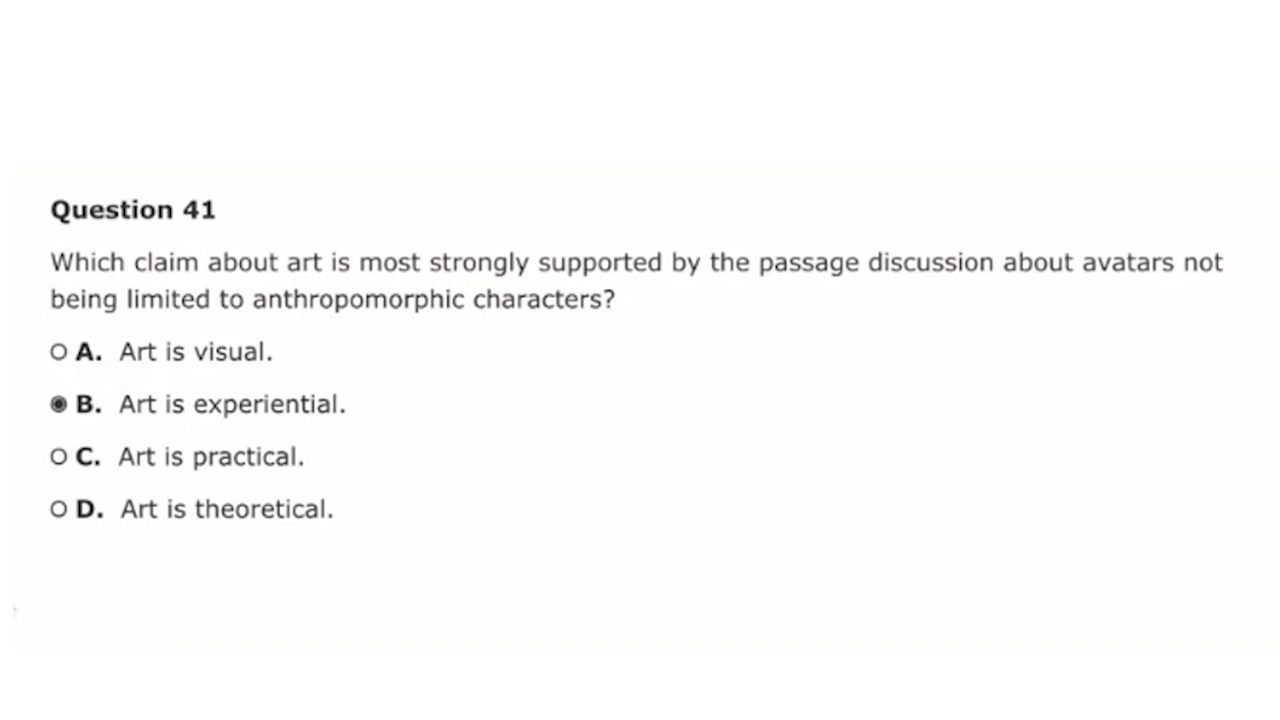 Question 41
Which claim about art is most strongly supported by the passage discussion about avatars not
being limited to anthropomorphic characters?
A. Art is visual.
B. Art is experiential.
C. Art is practical.
D. Art is theoretical.